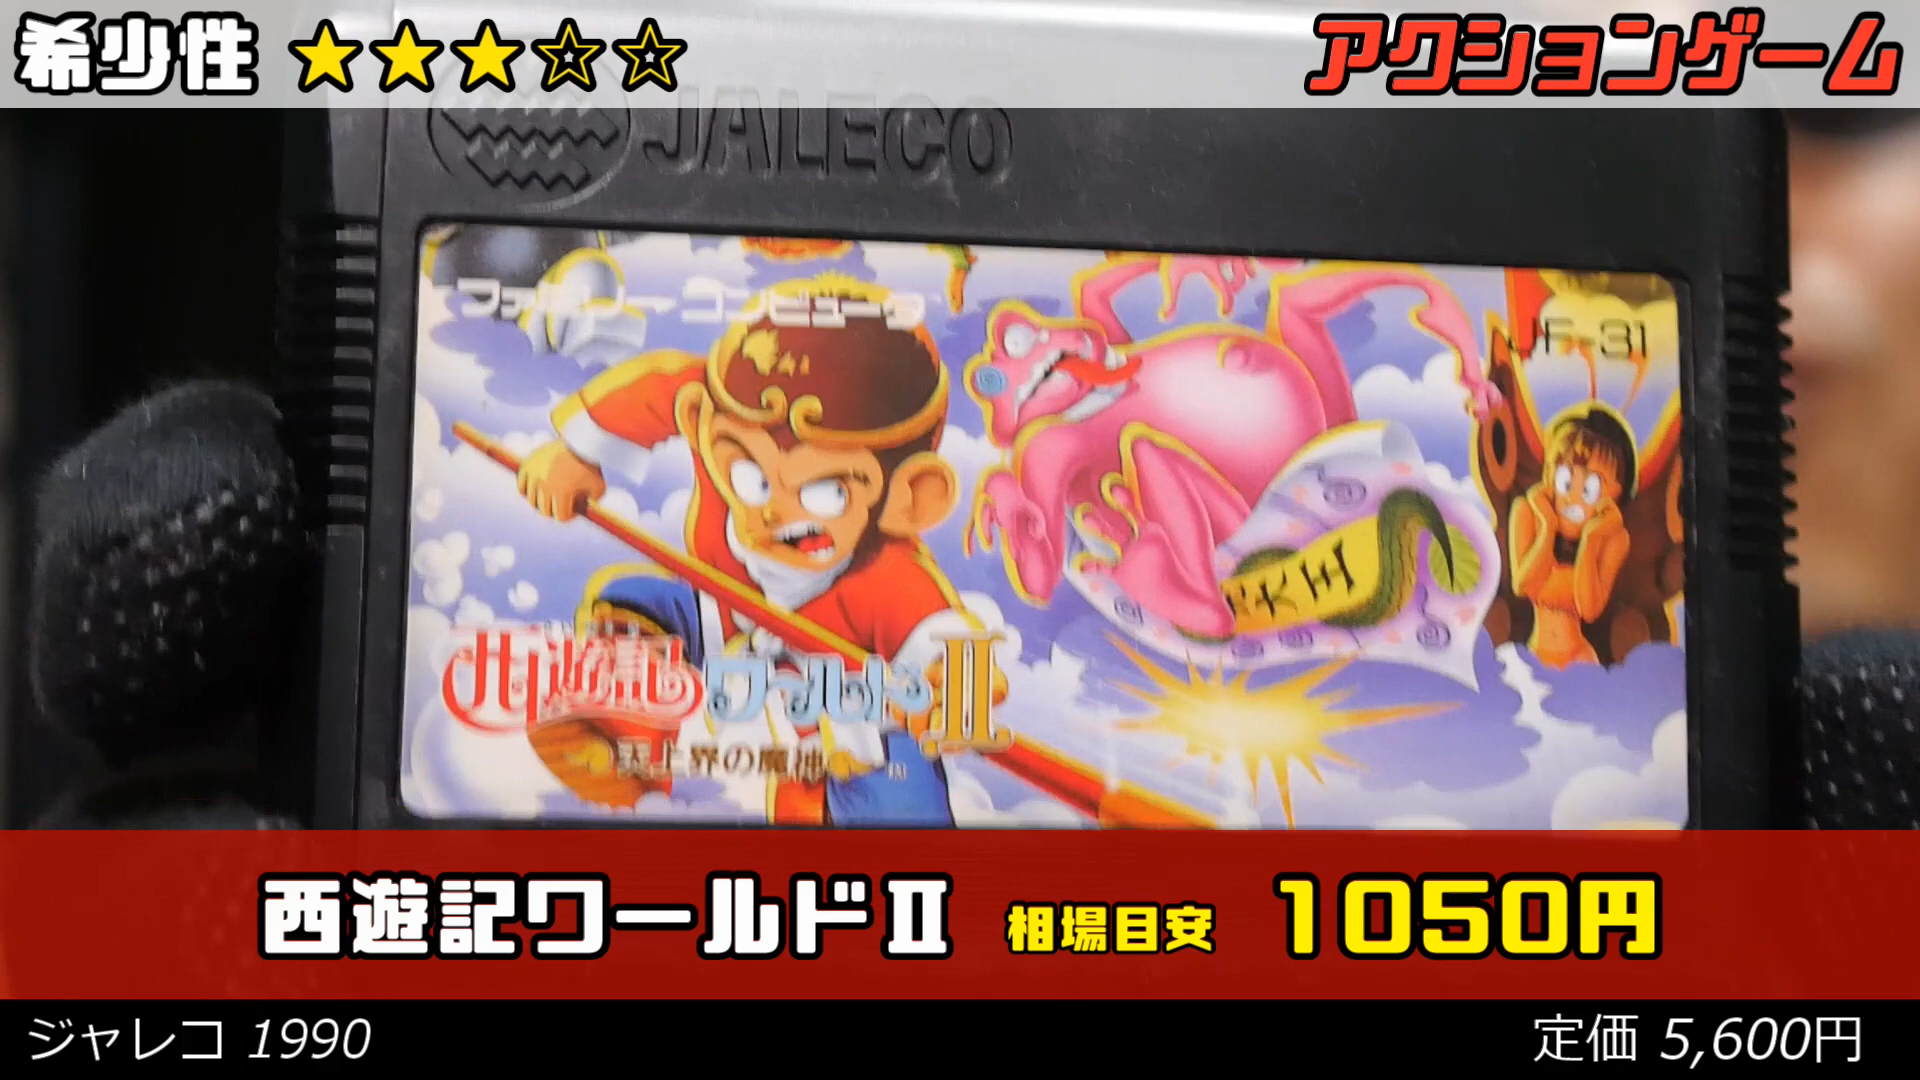 希少性 ★★★☆☆
アクションゲーム
JALECO
ファミリーコンピュータ
JF-31
西遊記ワールドII
天上界の魔神
西遊記ワールドⅡ 相場目安 1050円
ジャレコ 1990
定価 5,600円